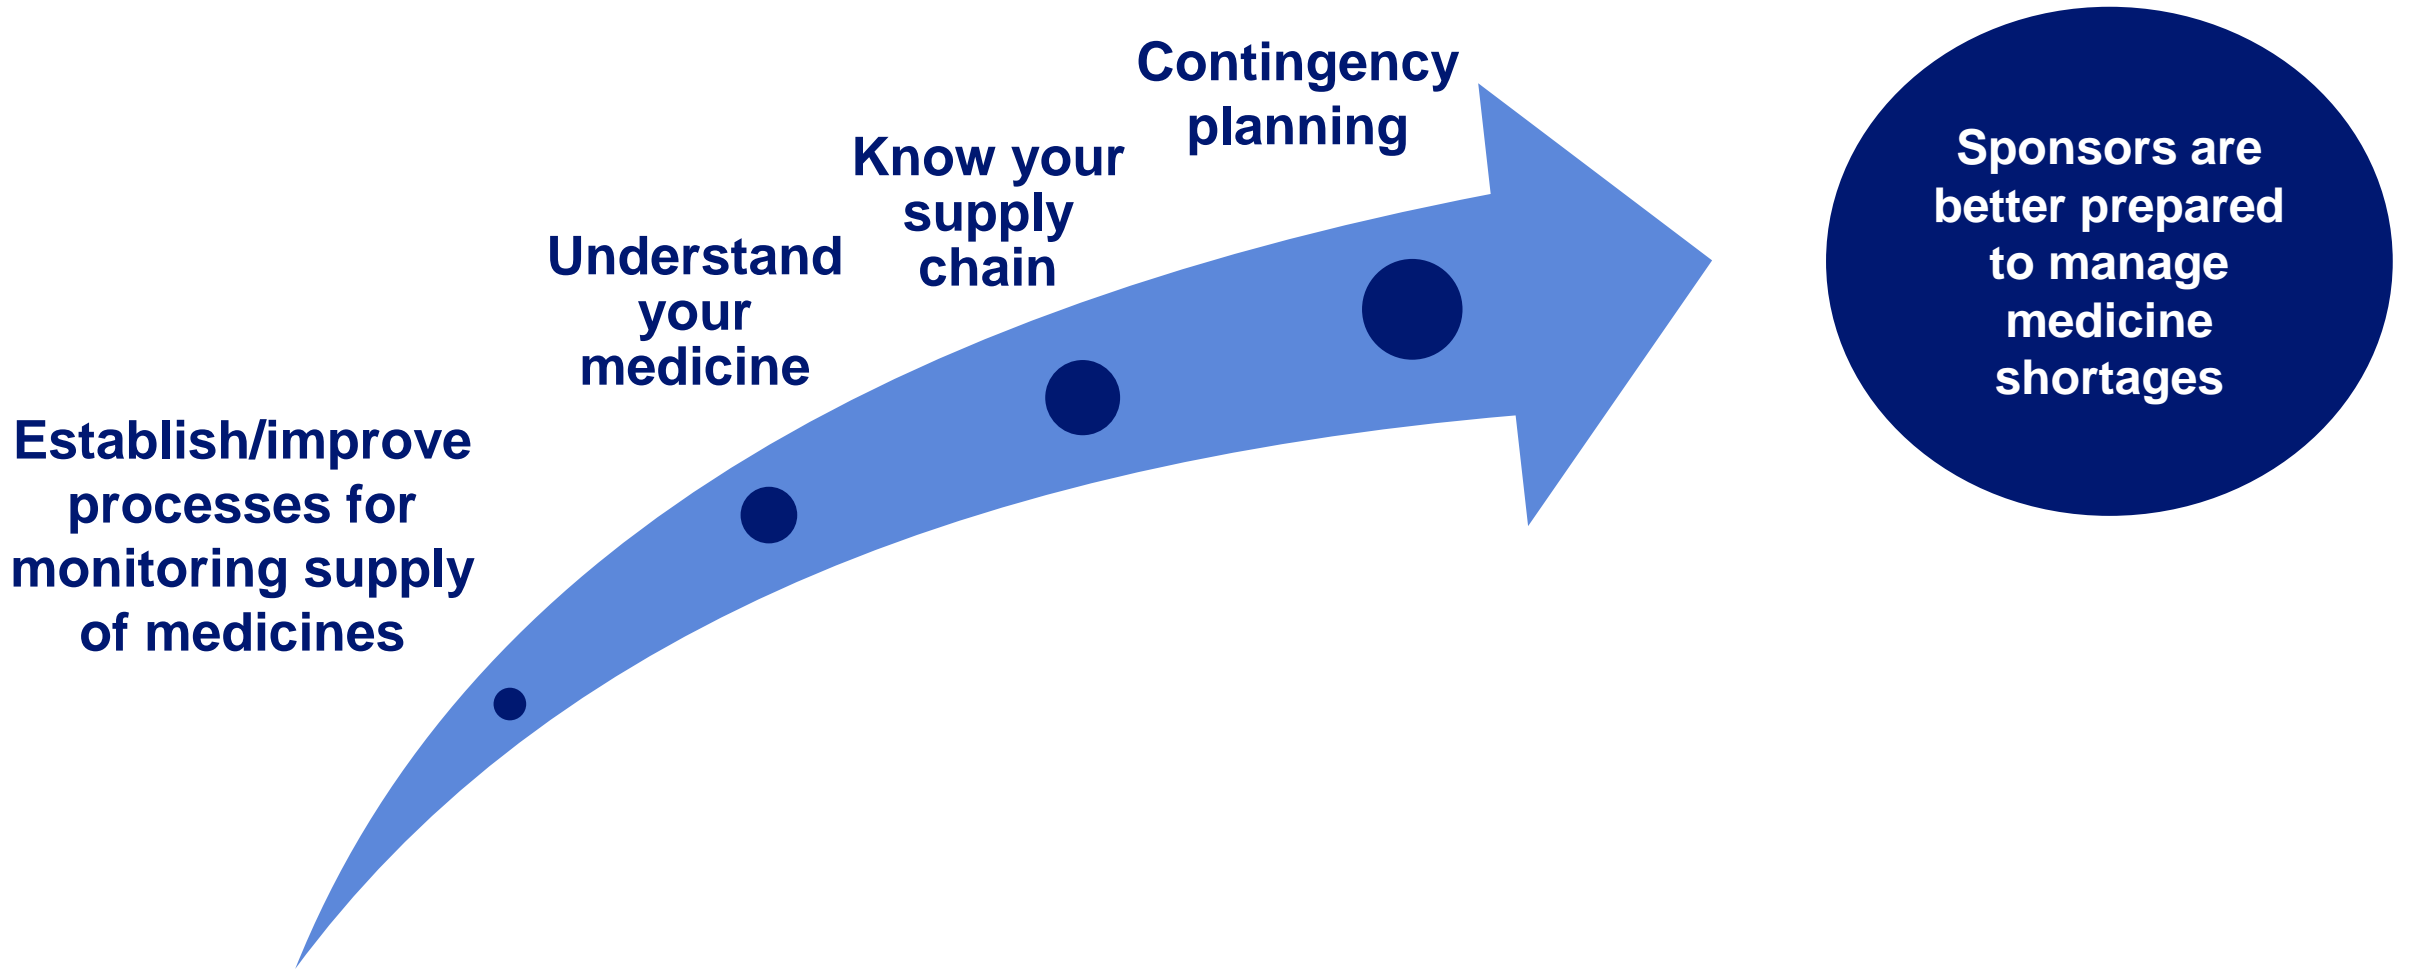 Establish/improve
processes for
monitoring supply
of medicines
Understand
your
medicine
Know your
supply
chain
Contingency
planning
Sponsors are
better prepared
to manage
medicine
shortages